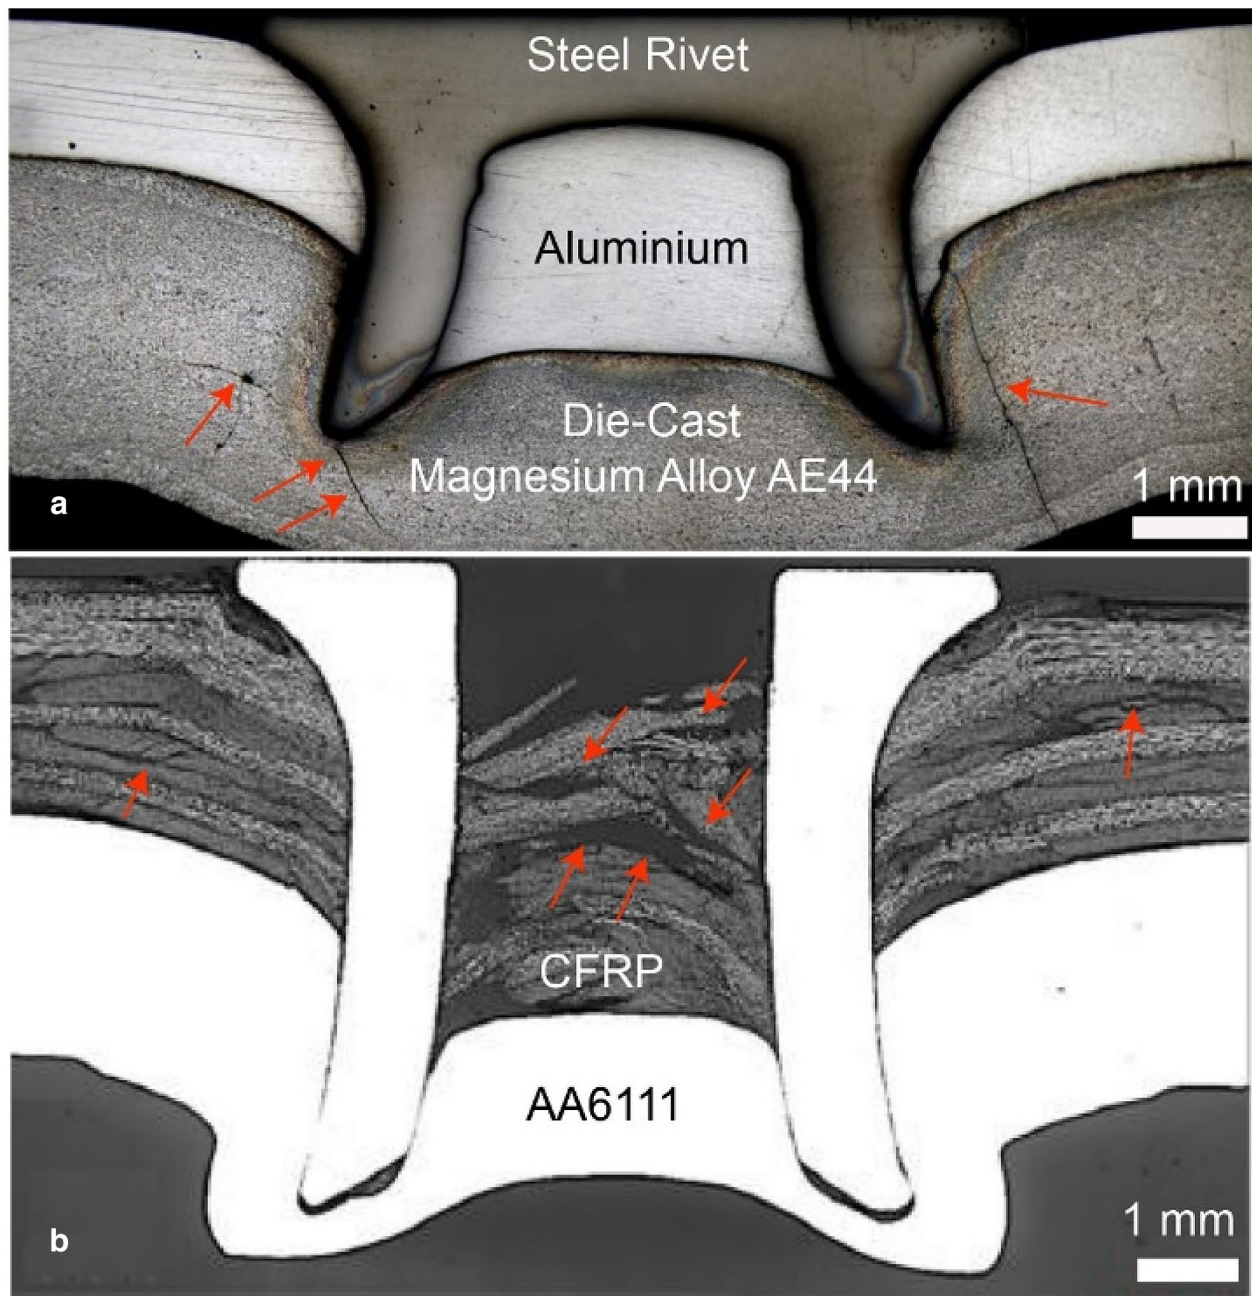 Steel Rivet
Aluminium
Die-Cast
Magnesium Alloy AE44
1 mm
a
CFRP
AA6111
1 mm
b